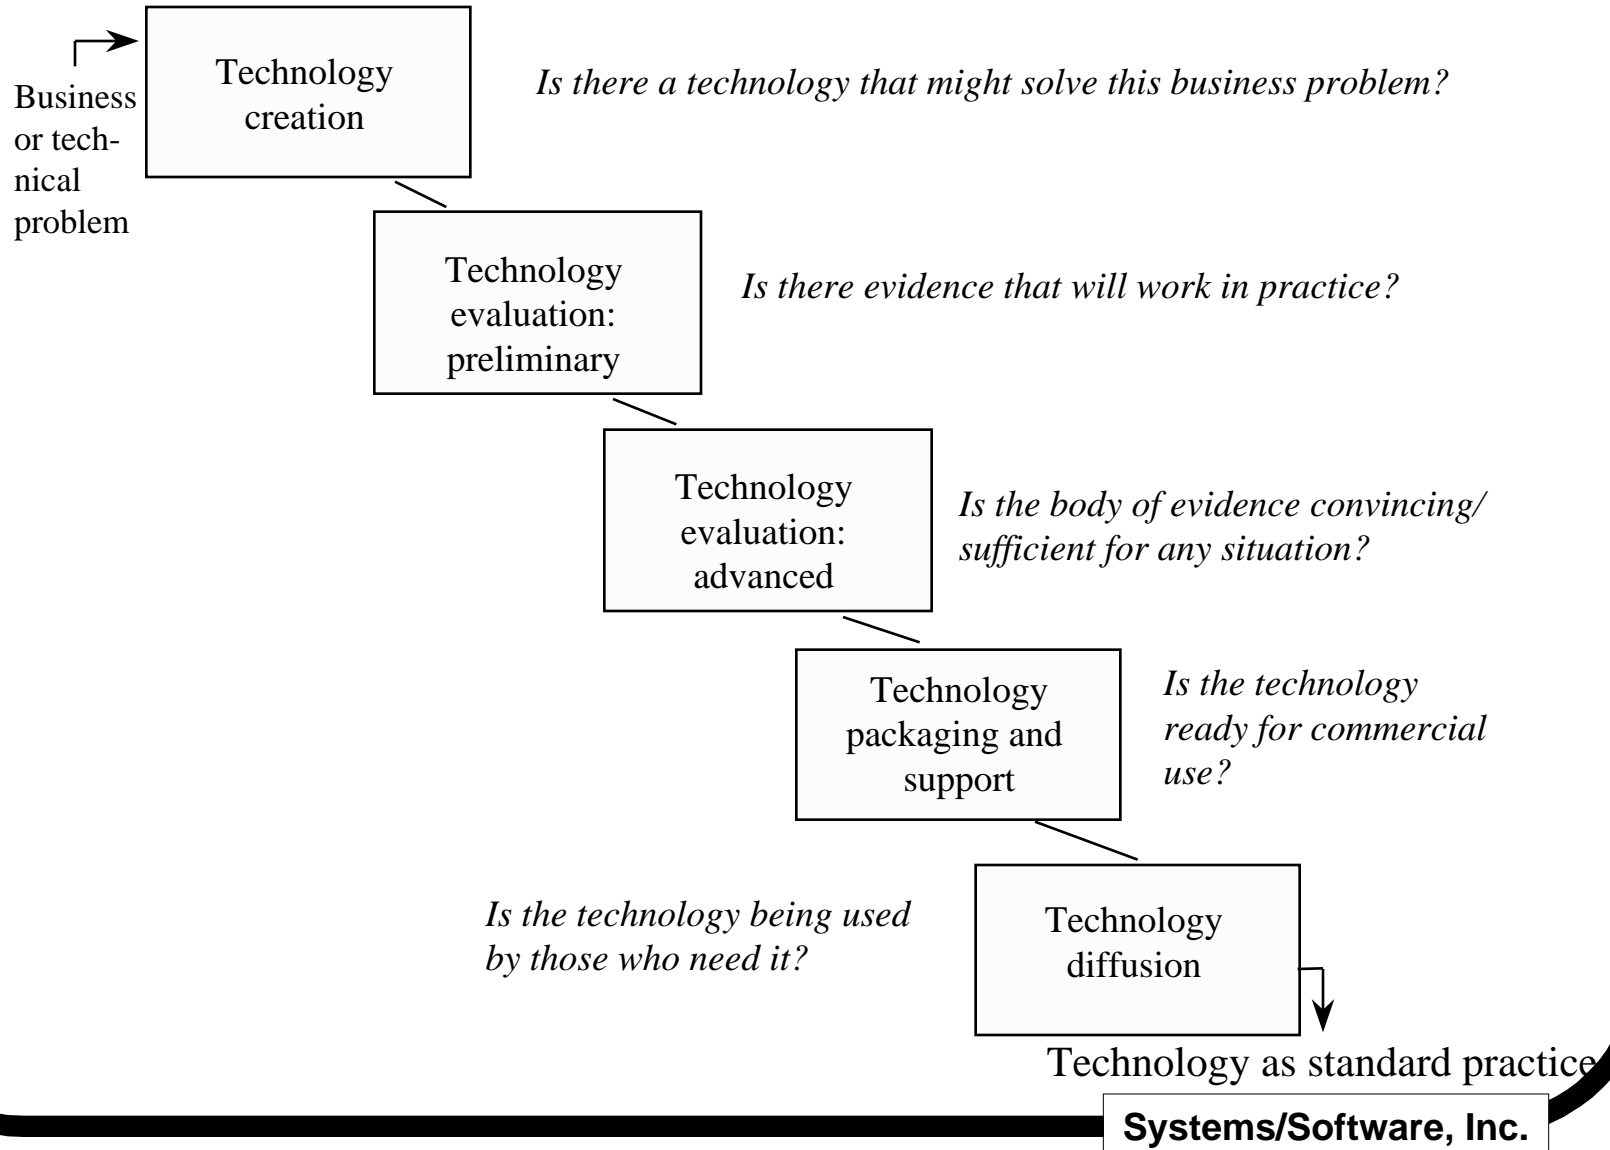 Technology
creation
Is there a technology that might solve this business problem?
Business
or tech-
nical
problem
Technology
evaluation:
preliminary
Is there evidence that will work in practice?
Technology
evaluation:
advanced
Is the body of evidence convincing/
sufficient for any situation?
Technology
packaging and
support
Is the technology
ready for commercial
use?
Is the technology being used
by those who need it?
Technology
diffusion
Technology as standard practice
Systems/Software, Inc.